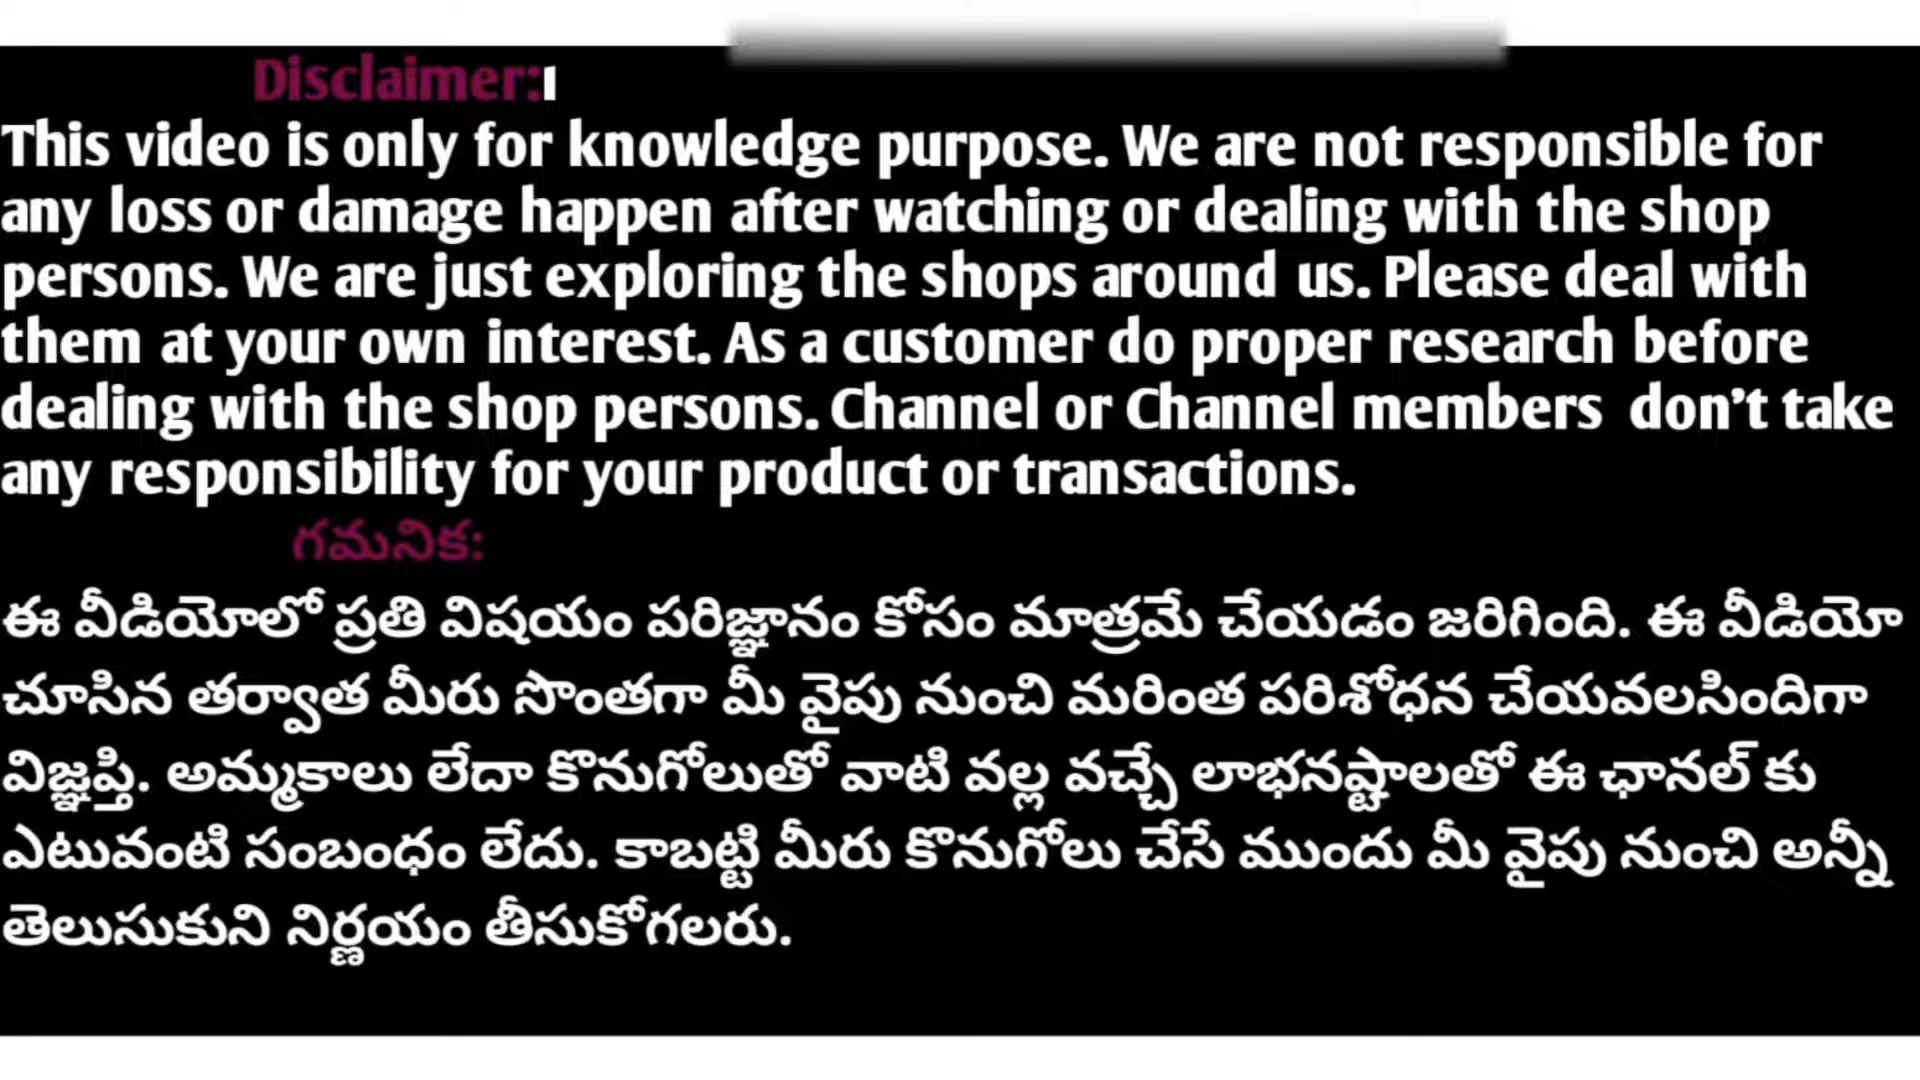 Disclaimer:
This video is only for knowledge purpose. We are not responsible for
any loss or damage happen after watching or dealing with the shop
persons. We are just exploring the shops around us. Please deal with
them at your own interest. As a customer do proper research before
dealing with the shop persons. Channel or Channel members don't take
any responsibility for your product or transactions.
గమనిక:
ఈ వీడియోలో ప్రతి విషయం పరిజ్ఞానం కోసం మాత్రమే చేయడం జరిగింది. ఈ వీడియో
చూసిన తర్వాత మీరు సొంతగా మీ వైపు నుంచి మరింత పరిశోధన చేయవలసిందిగా
విజ్ఞప్తి. అమ్మకాలు లేదా కొనుగోలుతో వాటి వల్ల వచ్చే లాభనష్టాలతో ఈ ఛానల్ కు
ఎటువంటి సంబంధం లేదు. కాబట్టి మీరు కొనుగోలు చేసే ముందు మీ వైపు నుంచి అన్నీ
తెలుసుకుని నిర్ణయం తీసుకోగలరు.